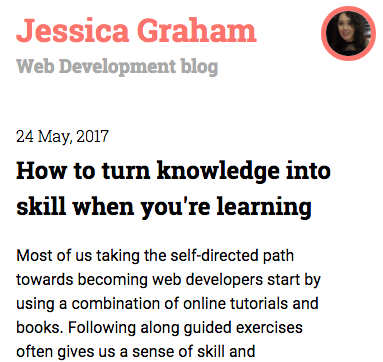 Jessica Graham
Web Development blog
24 May, 2017
How to turn knowledge into
skill when you're learning
Most of us taking the self-directed path
towards becoming web developers start by
using a combination of online tutorials and
books. Following along guided exercises
often gives us a sense of skill and